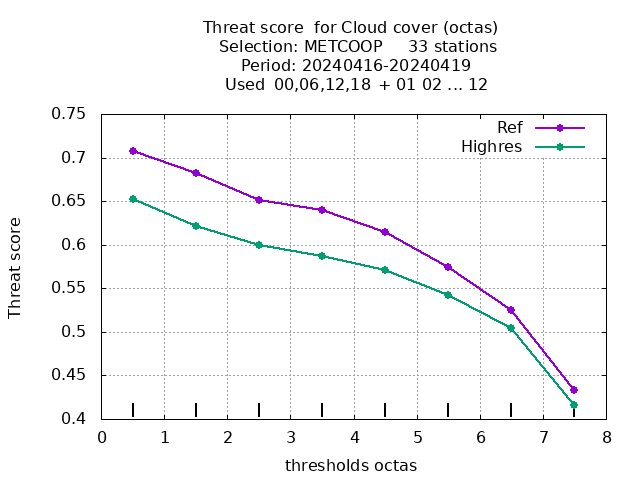 Threat score  for Cloud cover (octas)
Selection: METCOOP     33 stations
Period: 20240416-20240419
Used  00,06,12,18  + 01 02 ... 12
Ref
Highres
0.75
0.7
0.65
0.6
0.55
0.5
0.45
0.4
Threat score
0 1 2 3 4 5 6 7 8
thresholds octas